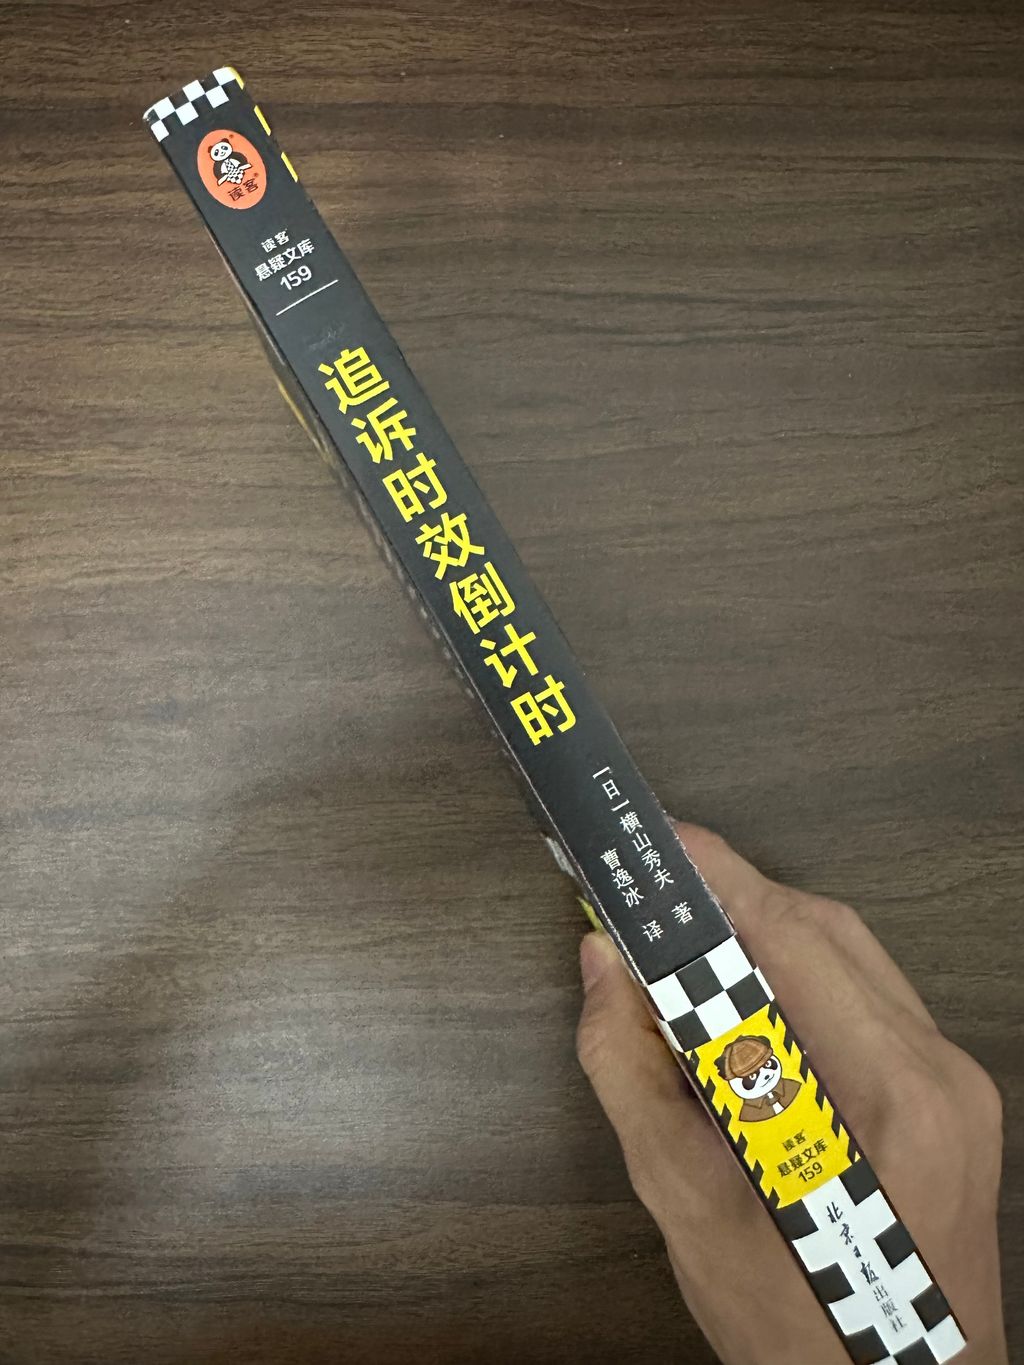 读客
读客
悬疑文库
159
追诉时效倒计时
[日]横山秀夫 著
曹逸冰 译
读客
悬疑文库
159
北京日报出版社